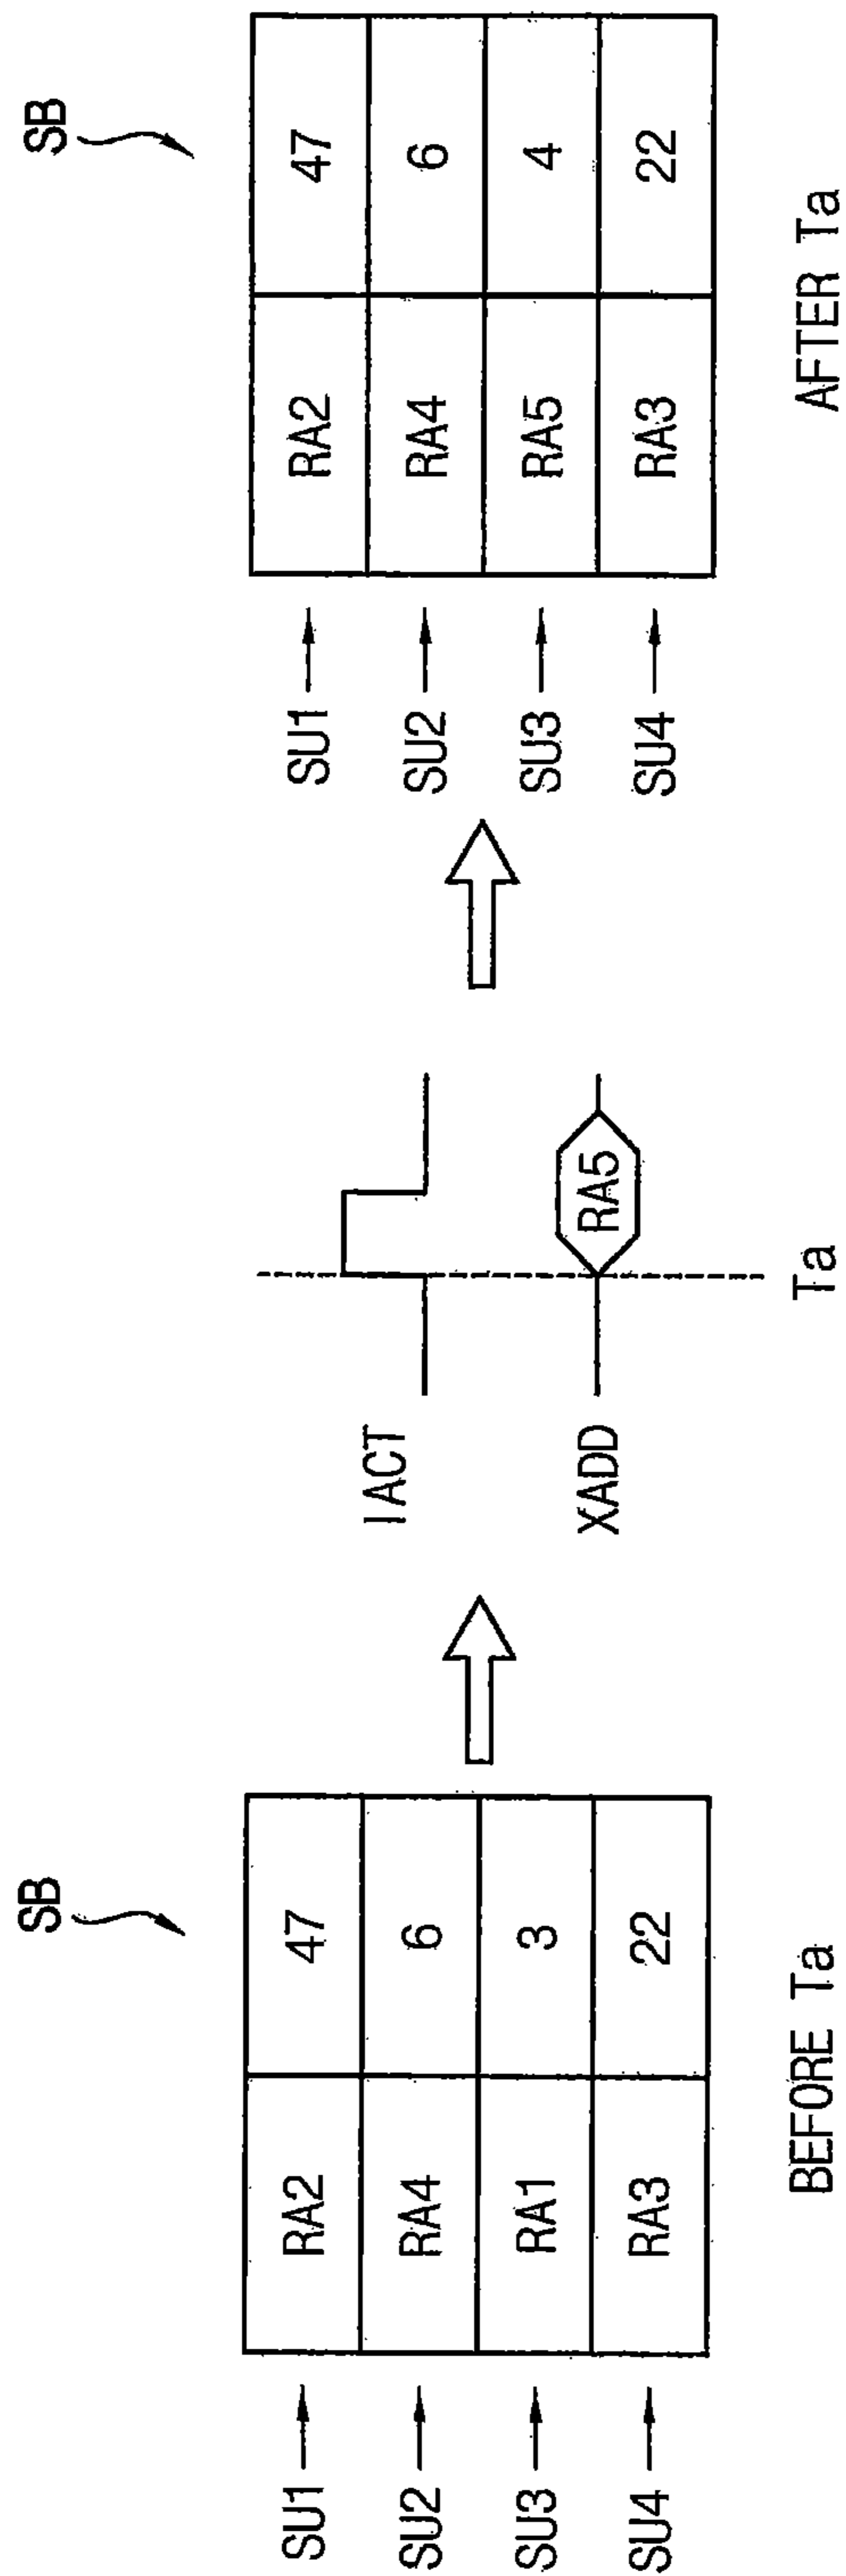 SB
SU1 RA2 47
SU2 RA4 6
SU3 RA1 3
SU4 RA3 22
BEFORE Ta
IACT
XADD RA5
Ta
SB
SU1 RA2 47
SU2 RA4 6
SU3 RA5 4
SU4 RA3 22
AFTER Ta